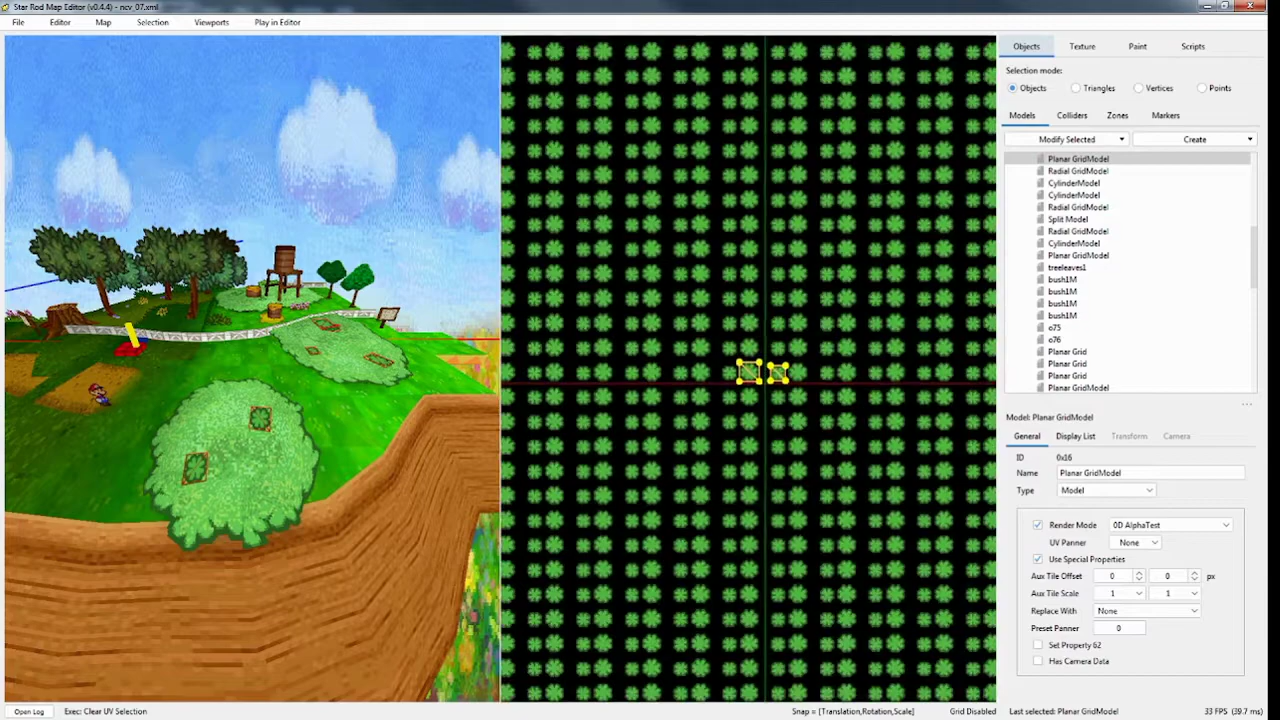 Star Rod Map Editor (v0.4.4) - ncv_07.xml
File Editor Map Selection Viewports Play in Editor
Objects Texture Paint Scripts
Selection mode:
Objects Triangles Vertices Points
Models Colliders Zones Markers
Modify Selected Create
Planar GridModel
Radial GridModel
CylinderModel
CylinderModel
Radial GridModel
Split Model
Radial GridModel
CylinderModel
Planar GridModel
treeleaves1
bush1M
bush1M
bush1M
bush1M
o75
o76
Planar Grid
Planar Grid
Planar Grid
Planar GridModel
Model: Planar GridModel
General Display List Transform Camera
ID 0x16
Name Planar GridModel
Type Model
Render Mode 0D AlphaTest
UV Panner None
Use Special Properties
Aux Tile Offset 0 0 px
Aux Tile Scale 1 1
Replace With None
Preset Panner 0
Set Property 62
Has Camera Data
Open Log Exec: Clear UV Selection Snap = [Translation,Rotation,Scale] Grid Disabled Last selected: Planar GridModel 33 FPS (39.7 ms)